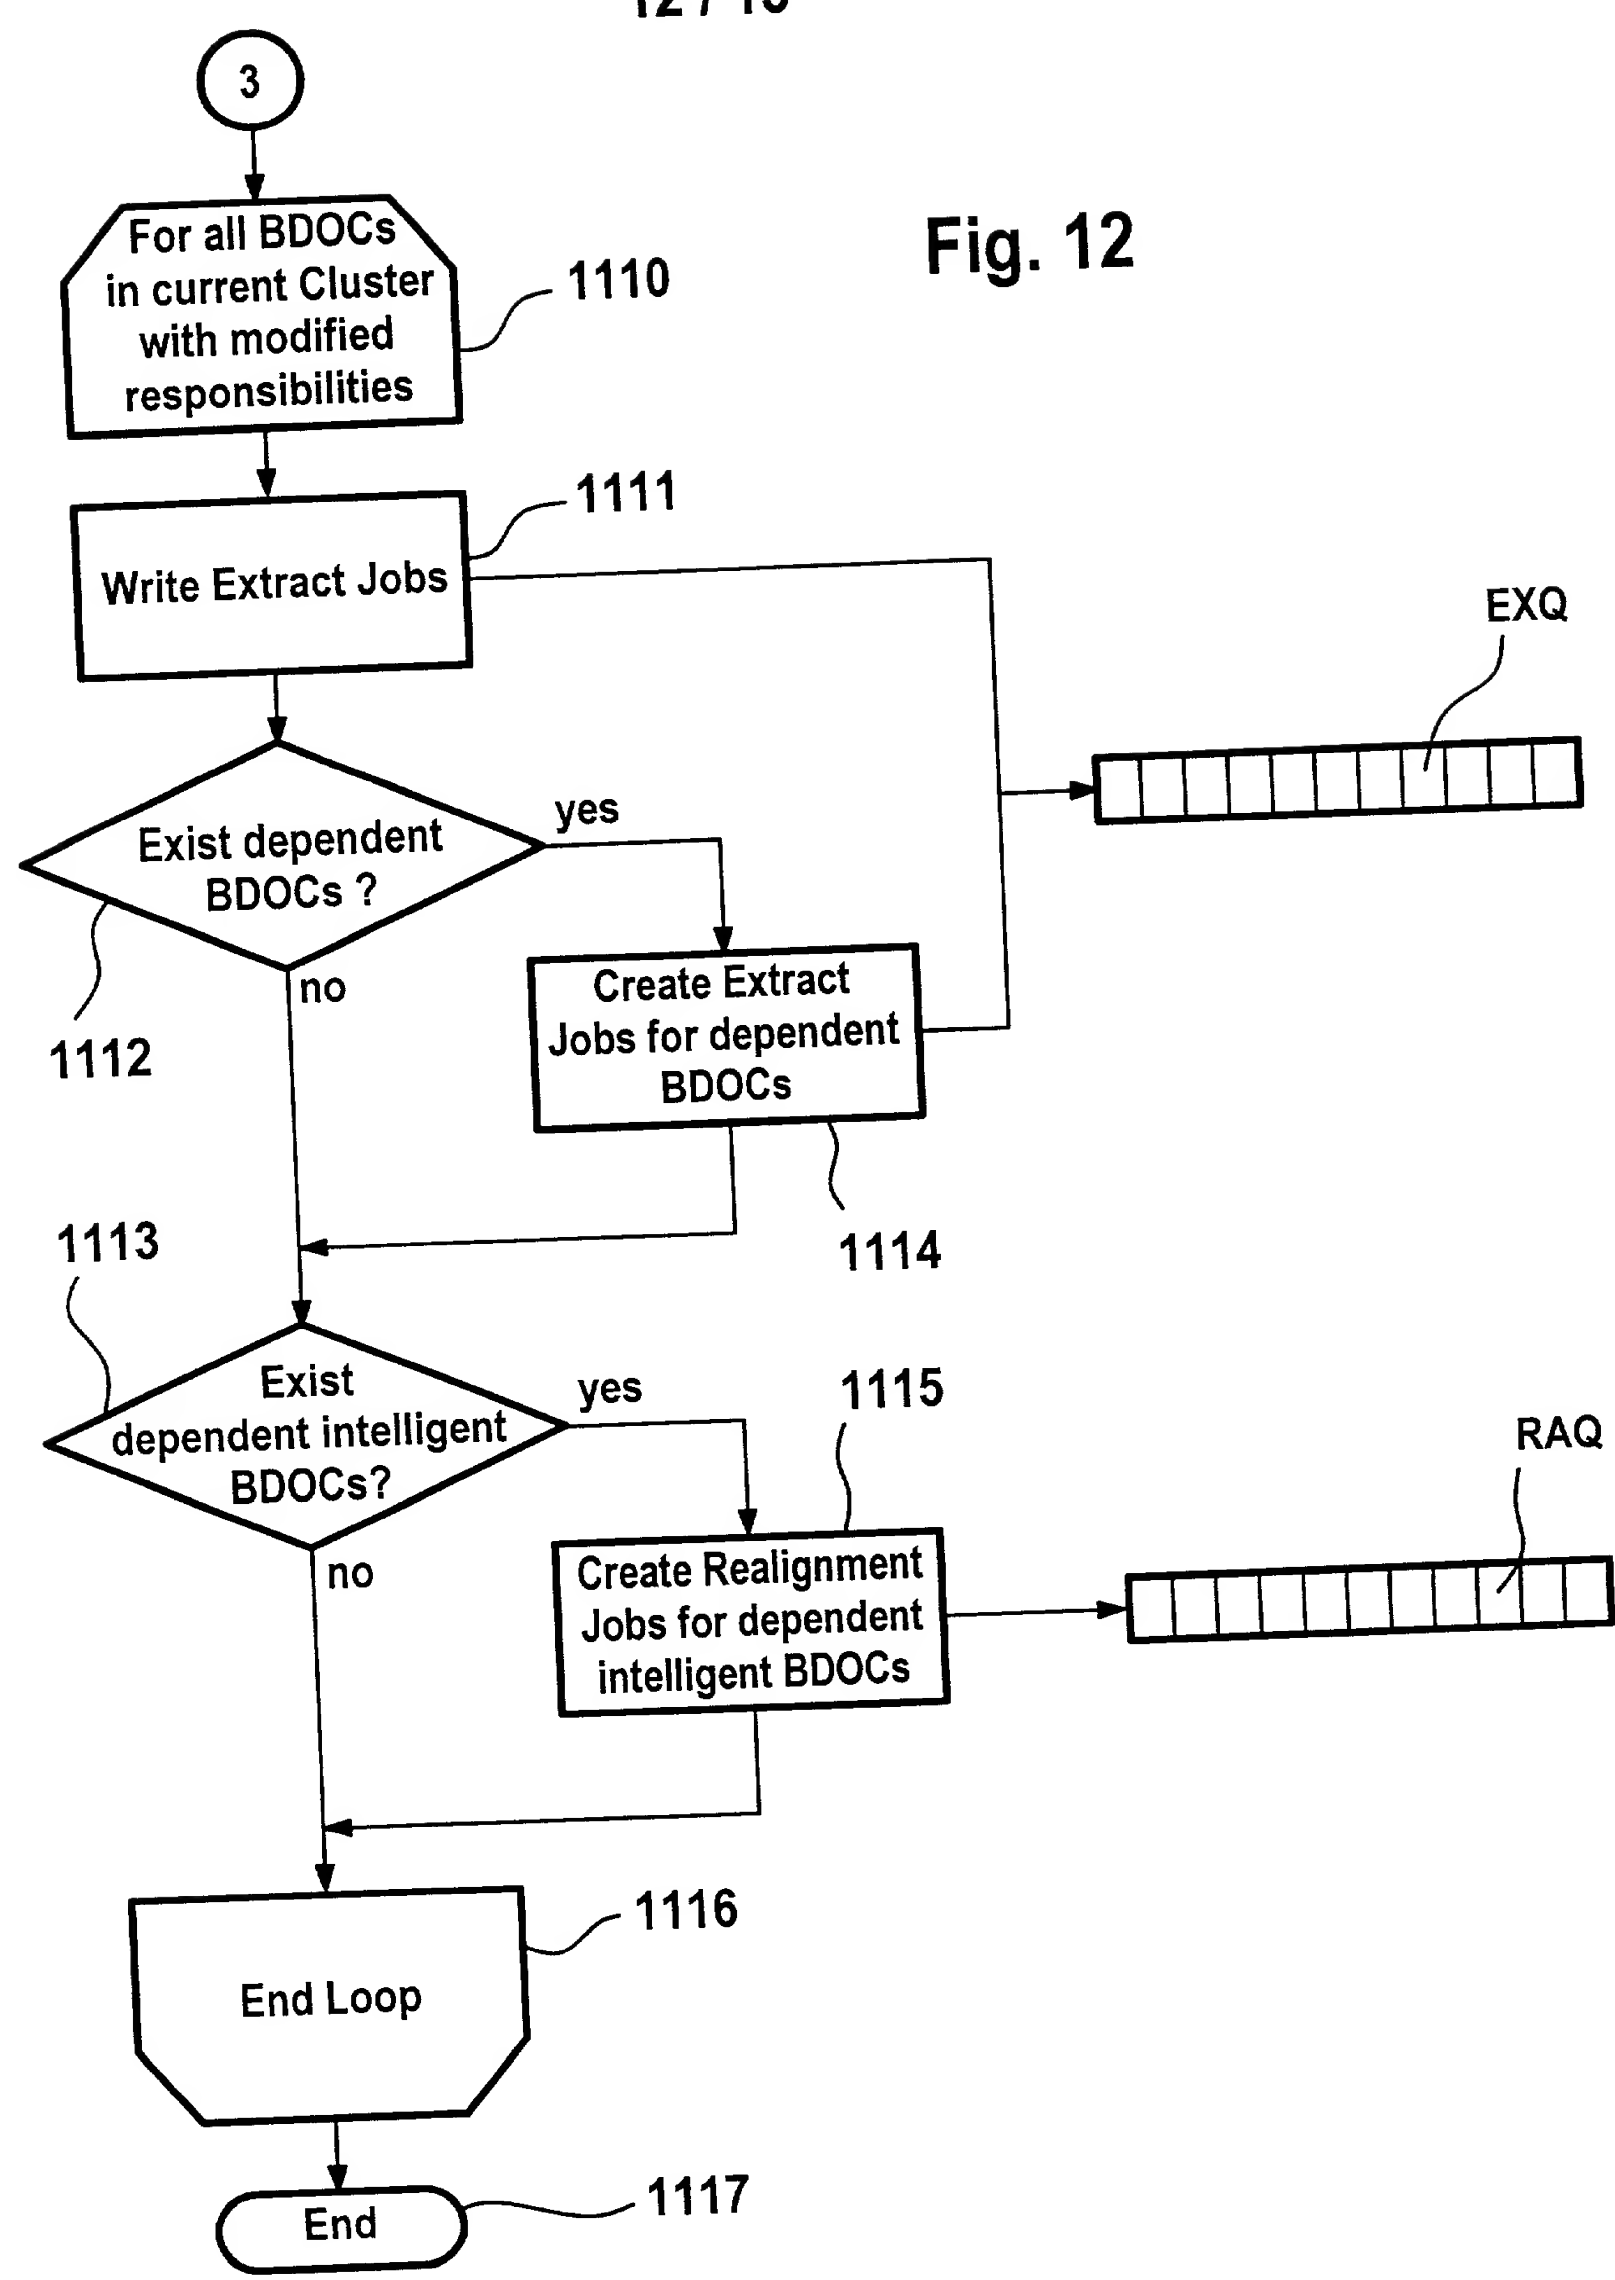 3
For all BDOCs
in current Cluster
with modified
responsibilities
1110
Fig. 12
1111
Write Extract Jobs
EXQ
yes
Exist dependent
BDOCs ?
no
1112
Create Extract
Jobs for dependent
BDOCs
1114
1113
Exist
dependent intelligent
BDOCs?
yes
no
1115
RAQ
Create Realignment
Jobs for dependent
intelligent BDOCs
1116
End Loop
End
1117